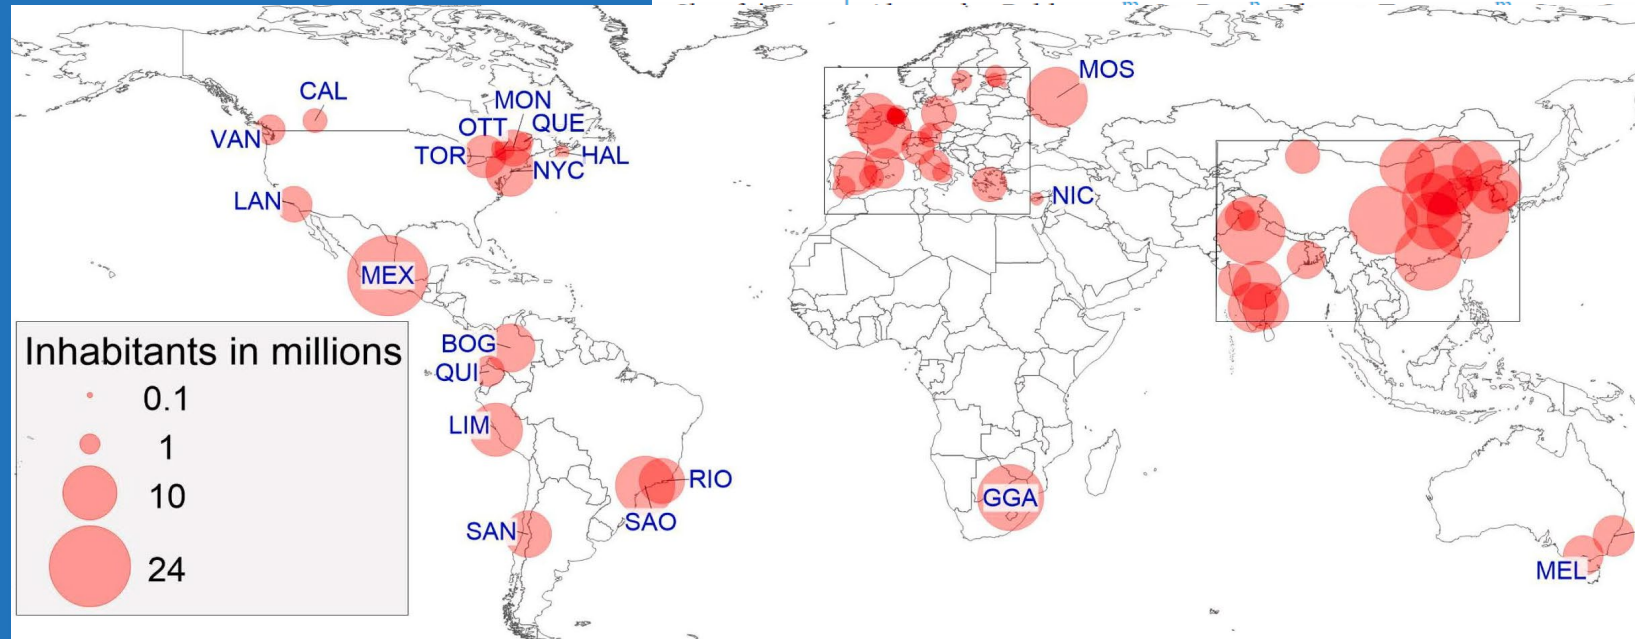 MOS
CAL
MON
OTT
QUE
VAN
TOR
HAL
NYC
LAN
NIC
MEX
Inhabitants in millions
0.1
1
10
24
BOG
QUI
LIM
RIO
SAO
SAN
GGA
MEL